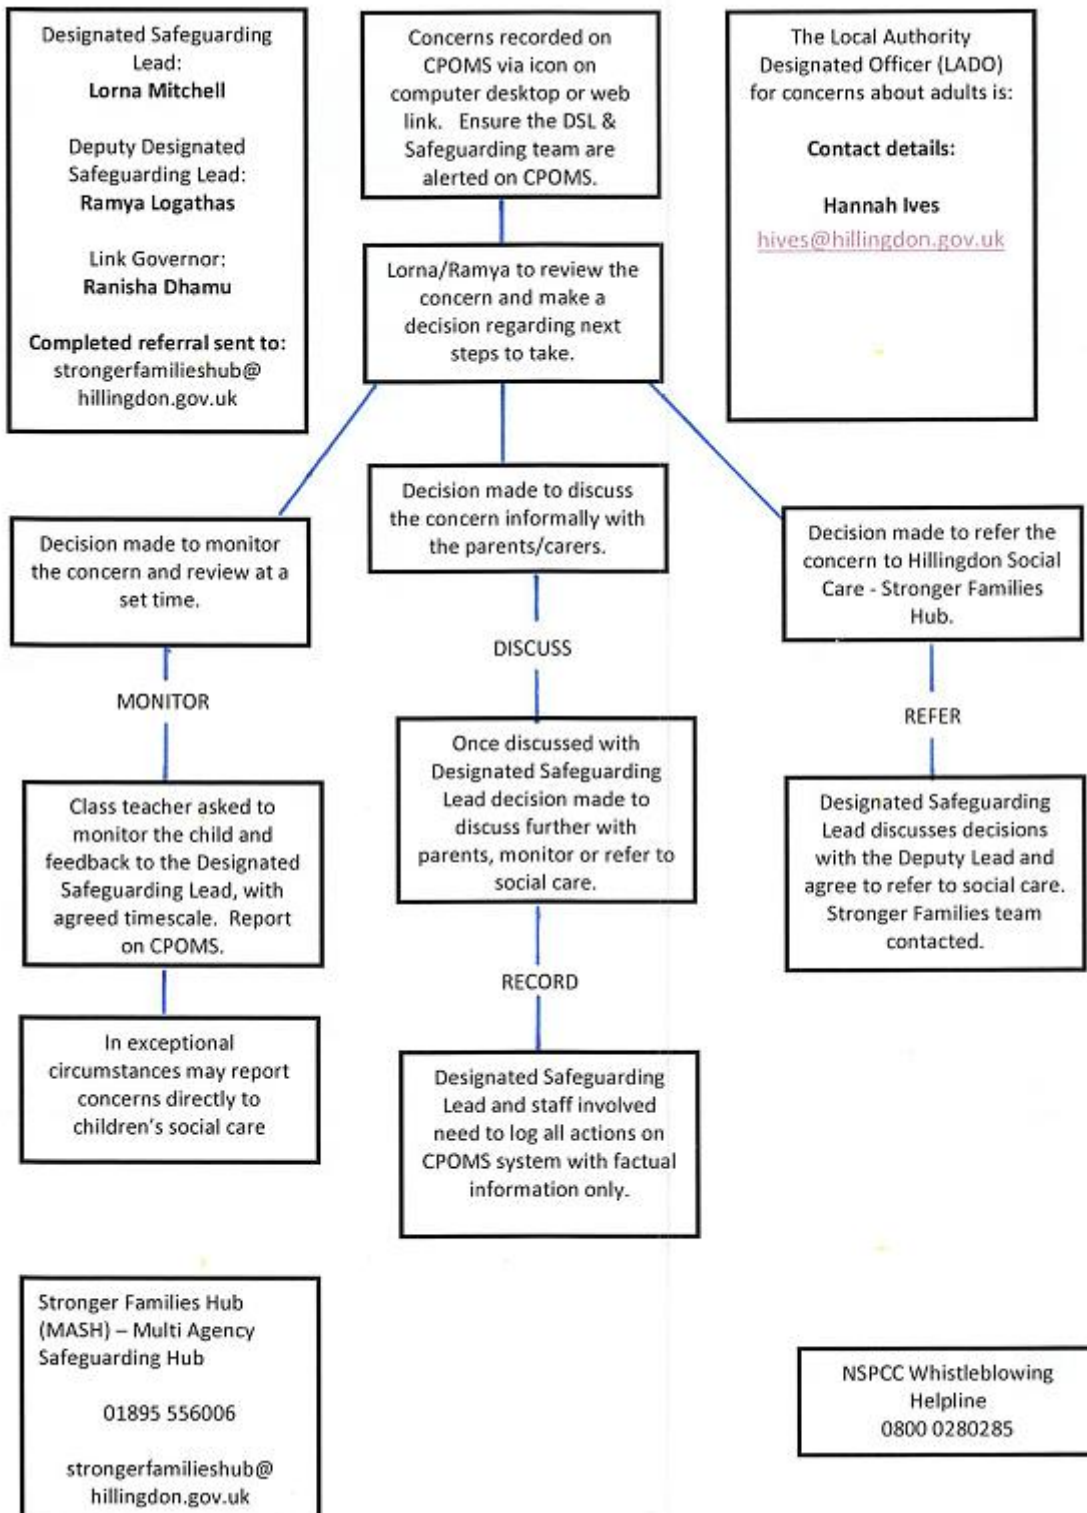 Designated Safeguarding
Lead:
Lorna Mitchell
Deputy Designated
Safeguarding Lead:
Ramya Logathas
Link Governor:
Ranisha Dhamu
Completed referral sent to:
strongerfamilieshub@
hillingdon.gov.uk
Concerns recorded on
CPOMS via icon on
computer desktop or web
link. Ensure the DSL &
Safeguarding team are
alerted on CPOMS.
The Local Authority
Designated Officer (LADO)
for concerns about adults is:
Contact details:
Hannah Ives
hives@hillingdon.gov.uk
Lorna/Ramya to review the
concern and make a
decision regarding next
steps to take.
Decision made to monitor
the concern and review at a
set time.
Decision made to discuss
the concern informally with
the parents/carers.
Decision made to refer the
concern to Hillingdon Social
Care - Stronger Families
Hub.
MONITOR
DISCUSS
REFER
Class teacher asked to
monitor the child and
feedback to the Designated
Safeguarding Lead, with
agreed timescale. Report
on CPOMS.
Once discussed with
Designated Safeguarding
Lead decision made to
discuss further with
parents, monitor or refer to
social care.
Designated Safeguarding
Lead discusses decisions
with the Deputy Lead and
agree to refer to social care.
Stronger Families team
contacted.
RECORD
In exceptional
circumstances may report
concerns directly to
children's social care
Designated Safeguarding
Lead and staff involved
need to log all actions on
CPOMS system with factual
information only.
Stronger Families Hub
(MASH) – Multi Agency
Safeguarding Hub
01895 556006
strongerfamilieshub@
hillingdon.gov.uk
NSPCC Whistleblowing
Helpline
0800 0280285